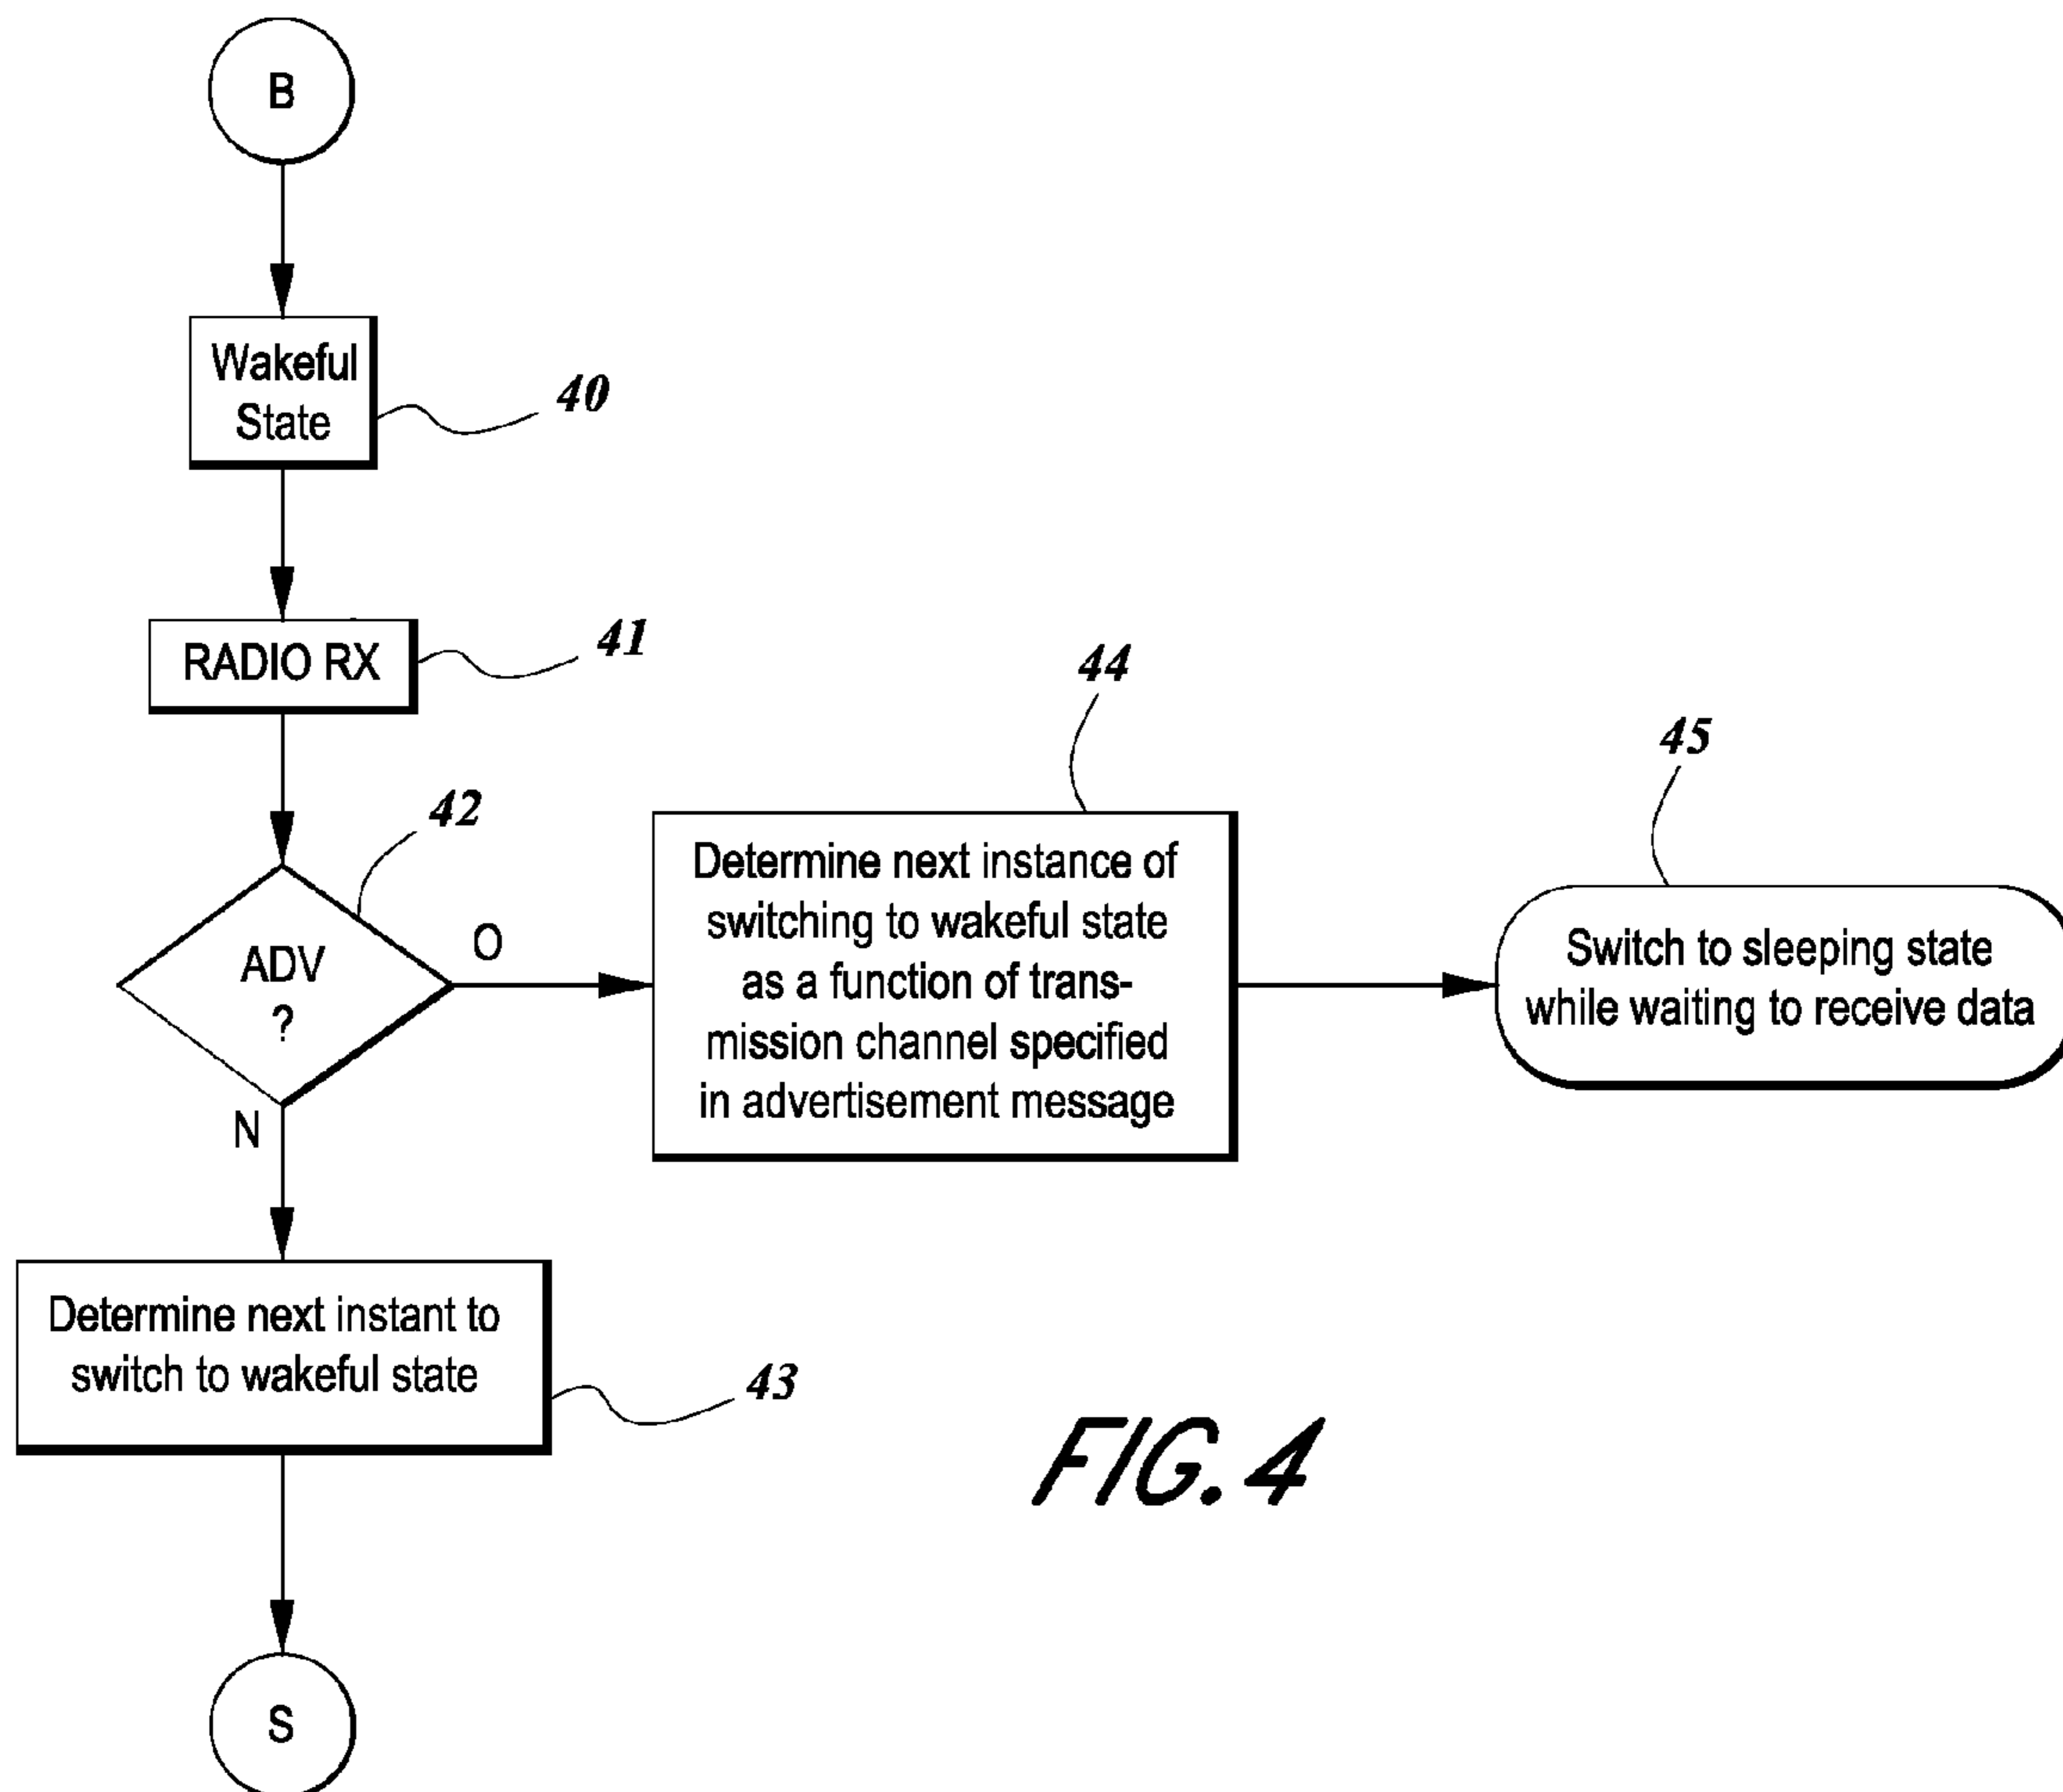 B
Wakeful
State
40
RADIO RX
41
ADV
?
42
O
N
44
Determine next instance of
switching to wakeful state
as a function of trans-
mission channel specified
in advertisement message
45
Switch to sleeping state
while waiting to receive data
Determine next instant to
switch to wakeful state
43
S
FIG. 4